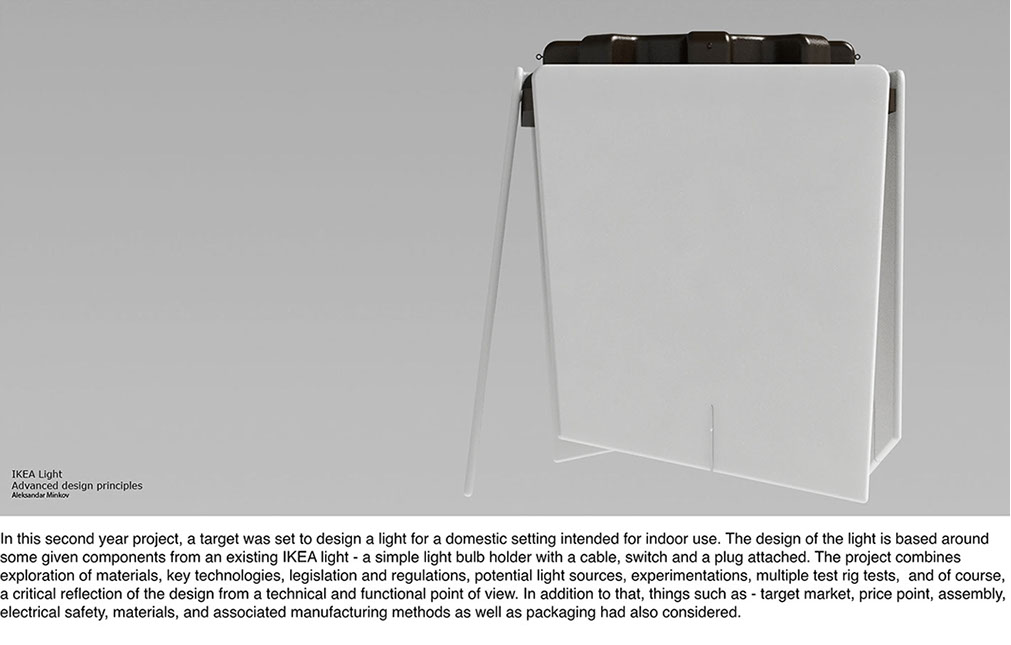 IKEA Light
Advanced design principles
Aleksandar Minkov
In this second year project, a target was set to design a light for a domestic setting intended for indoor use. The design of the light is based around
some given components from an existing IKEA light - a simple light bulb holder with a cable, switch and a plug attached. The project combines
exploration of materials, key technologies, legislation and regulations, potential light sources, experimentations, multiple test rig tests,  and of course,
a critical reflection of the design from a technical and functional point of view. In addition to that, things such as - target market, price point, assembly,
electrical safety, materials, and associated manufacturing methods as well as packaging had also considered.